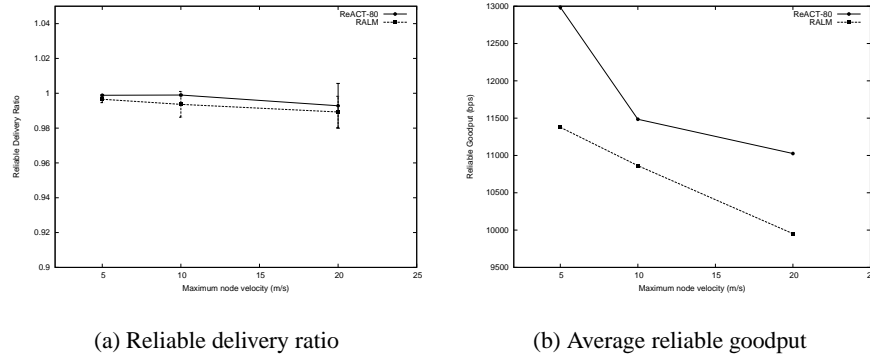 ReACT-80
RALM
1.04
1.02
1
0.98
0.96
0.94
0.92
0.9
Reliable Delivery Ratio
5
10
15
20
25
Maximum node velocity (m/s)
(a) Reliable delivery ratio
ReACT-80
RALM
13000
12500
12000
11500
11000
10500
10000
9500
Reliable Goodput (bps)
5
10
15
20
Maximum node velocity (m/s)
(b) Average reliable goodput